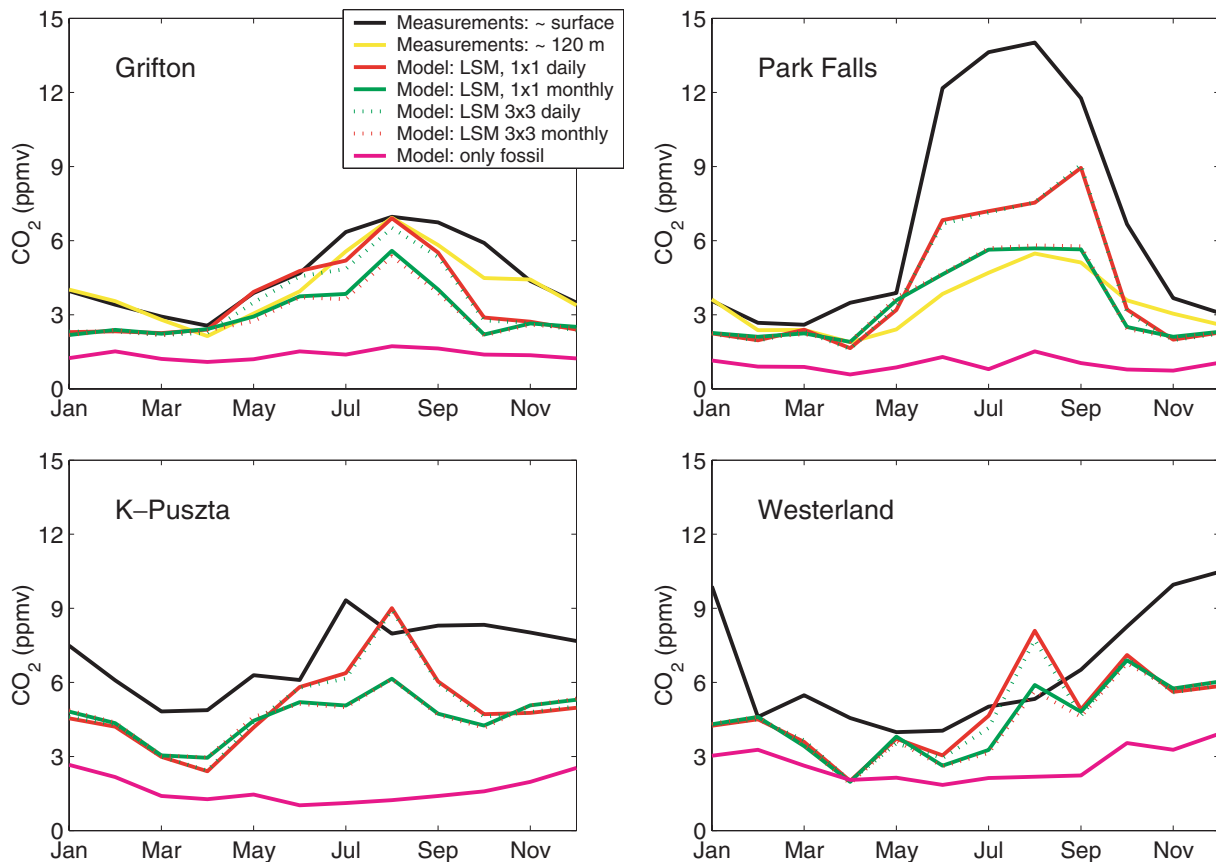 15
12
9
6
3
0
CO2 (ppmv)
Grifton
Measurements: ~ surface
Measurements: ~ 120 m
Model: LSM, 1x1 daily
Model: LSM, 1x1 monthly
Model: LSM 3x3 daily
Model: LSM 3x3 monthly
Model: only fossil
Jan Mar May Jul Sep Nov
15
12
9
6
3
0
CO2 (ppmv)
Park Falls
Jan Mar May Jul Sep Nov
15
12
9
6
3
0
CO2 (ppmv)
K–Puszta
Jan Mar May Jul Sep Nov
15
12
9
6
3
0
CO2 (ppmv)
Westerland
Jan Mar May Jul Sep Nov